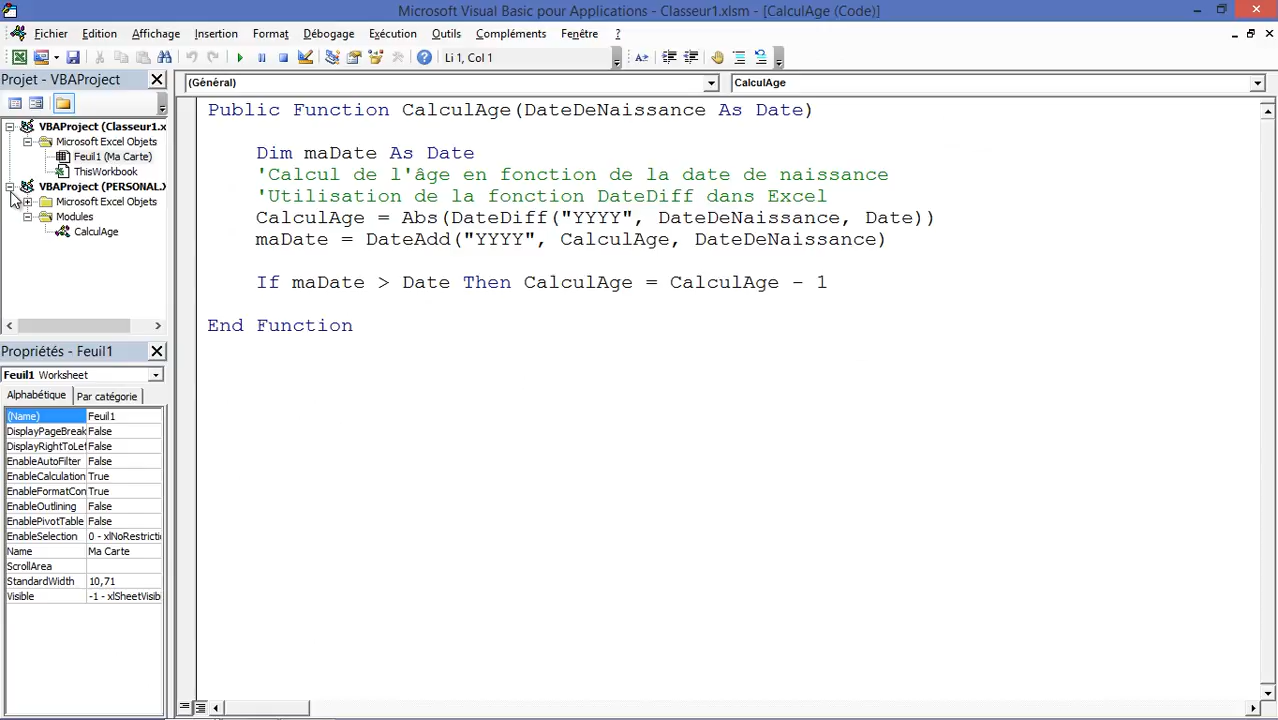 Microsoft Visual Basic pour Applications - Classeur1.xlsm - [CalculAge (Code)]
Fichier Edition Affichage Insertion Format Débogage Exécution Outils Compléments Fenêtre ?
Li 1, Col 1
Projet - VBAProject
(Général)
CalculAge
VBAProject (Classeur1.x
Microsoft Excel Objets
Feuil1 (Ma Carte)
ThisWorkbook
VBAProject (PERSONAL.X
Microsoft Excel Objets
Modules
CalculAge
Public Function CalculAge(DateDeNaissance As Date)
Dim maDate As Date
'Calcul de l'âge en fonction de la date de naissance
'Utilisation de la fonction DateDiff dans Excel
CalculAge = Abs(DateDiff("YYYY", DateDeNaissance, Date))
maDate = DateAdd("YYYY", CalculAge, DateDeNaissance)
If maDate > Date Then CalculAge = CalculAge - 1
End Function
Propriétés - Feuil1
Feuil1 Worksheet
Alphabétique Par catégorie
(Name) Feuil1
DisplayPageBreak False
DisplayRightToLef False
EnableAutoFilter False
EnableCalculation True
EnableFormatCon True
EnableOutlining False
EnablePivotTable False
EnableSelection 0 - xlNoRestricti
Name Ma Carte
ScrollArea
StandardWidth 10,71
Visible -1 - xlSheetVisib